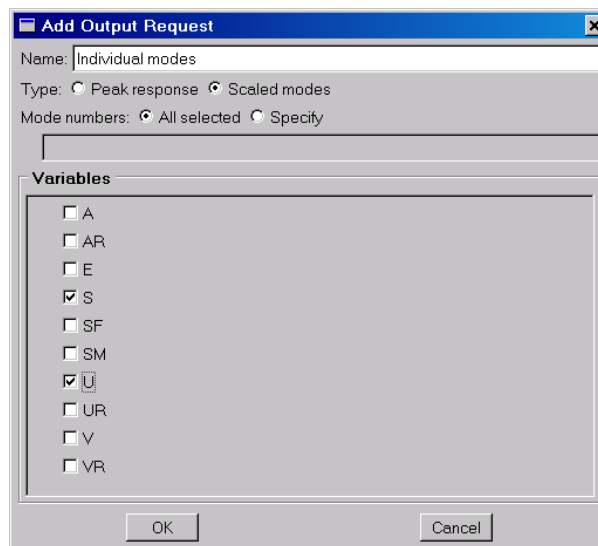 Add Output Request
Name: Individual modes
Type: Peak response Scaled modes
Mode numbers: All selected Specify
Variables
A
AR
E
S
SF
SM
U
UR
V
VR
OK Cancel